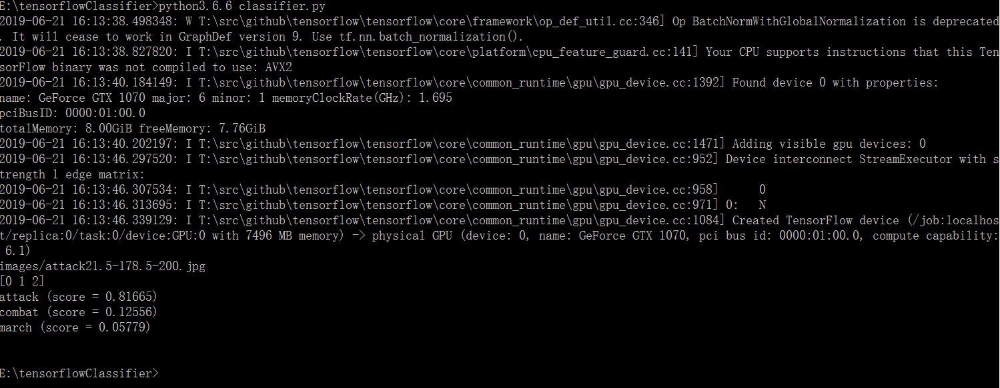 E:\tensorflowClassifier>python3.6.6 classifier.py
2019-06-21 16:13:38.498348: W T:\src\github\tensorflow\tensorflow\core\framework\op_def_util.cc:346] Op BatchNormWithGlobalNormalization is deprecated
. It will cease to work in GraphDef version 9. Use tf.nn.batch_normalization().
2019-06-21 16:13:38.827820: I T:\src\github\tensorflow\tensorflow\core\platform\cpu_feature_guard.cc:141] Your CPU supports instructions that this Ten
sorFlow binary was not compiled to use: AVX2
2019-06-21 16:13:40.184149: I T:\src\github\tensorflow\tensorflow\core\common_runtime\gpu\gpu_device.cc:1392] Found device 0 with properties:
name: GeForce GTX 1070 major: 6 minor: 1 memoryClockRate(GHz): 1.695
pciBusID: 0000:01:00.0
totalMemory: 8.00GiB freeMemory: 7.76GiB
2019-06-21 16:13:40.202197: I T:\src\github\tensorflow\tensorflow\core\common_runtime\gpu\gpu_device.cc:1471] Adding visible gpu devices: 0
2019-06-21 16:13:46.297520: I T:\src\github\tensorflow\tensorflow\core\common_runtime\gpu\gpu_device.cc:952] Device interconnect StreamExecutor with s
trength 1 edge matrix:
2019-06-21 16:13:46.307534: I T:\src\github\tensorflow\tensorflow\core\common_runtime\gpu\gpu_device.cc:958]      0
2019-06-21 16:13:46.313695: I T:\src\github\tensorflow\tensorflow\core\common_runtime\gpu\gpu_device.cc:971] 0:   N
2019-06-21 16:13:46.339129: I T:\src\github\tensorflow\tensorflow\core\common_runtime\gpu\gpu_device.cc:1084] Created TensorFlow device (/job:localhos
t/replica:0/task:0/device:GPU:0 with 7496 MB memory) -> physical GPU (device: 0, name: GeForce GTX 1070, pci bus id: 0000:01:00.0, compute capability:
 6.1)
images/attack21.5-178.5-200.jpg
[0 1 2]
attack (score = 0.81665)
combat (score = 0.12556)
march (score = 0.05779)
E:\tensorflowClassifier>